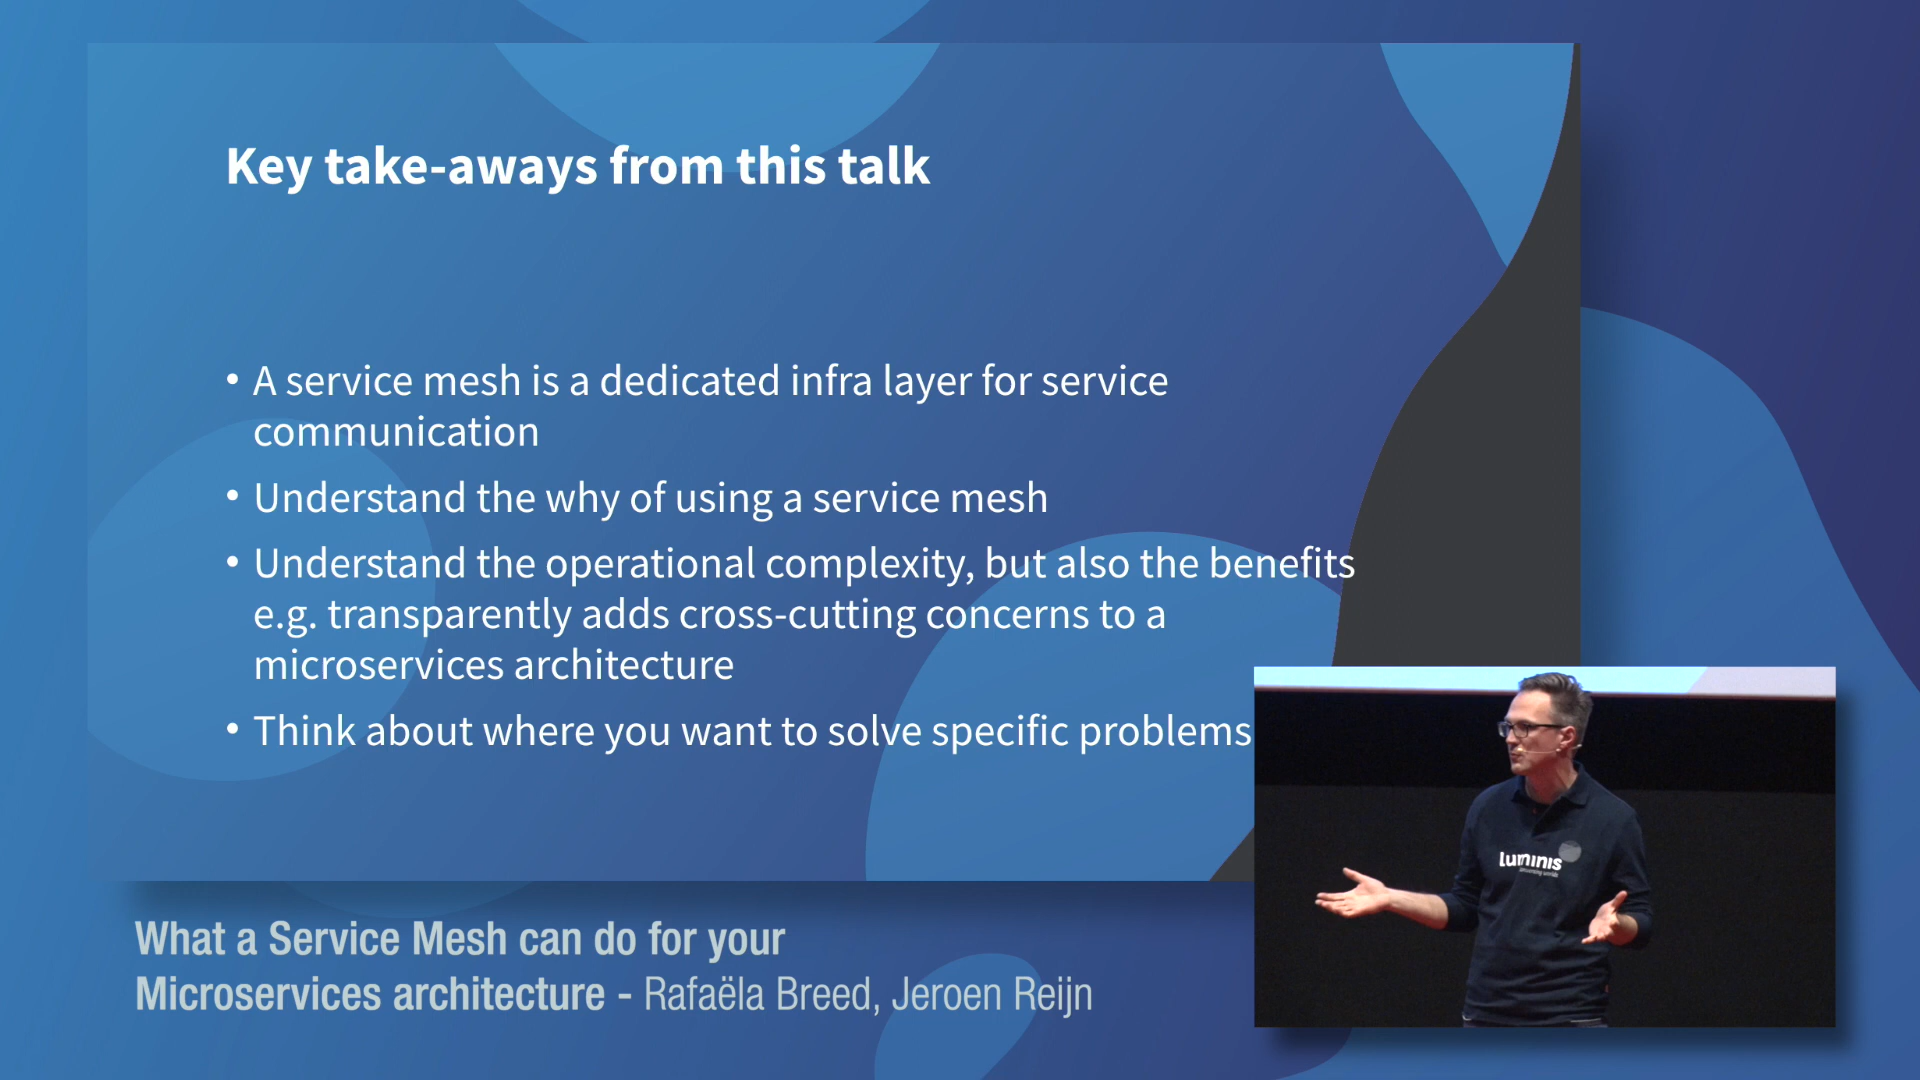 Key take-aways from this talk
• A service mesh is a dedicated infra layer for service
communication
• Understand the why of using a service mesh
• Understand the operational complexity, but also the benefits
e.g. transparently adds cross-cutting concerns to a
microservices architecture
• Think about where you want to solve specific problems
luminis
What a Service Mesh can do for your
Microservices architecture - Rafaëla Breed, Jeroen Reijn